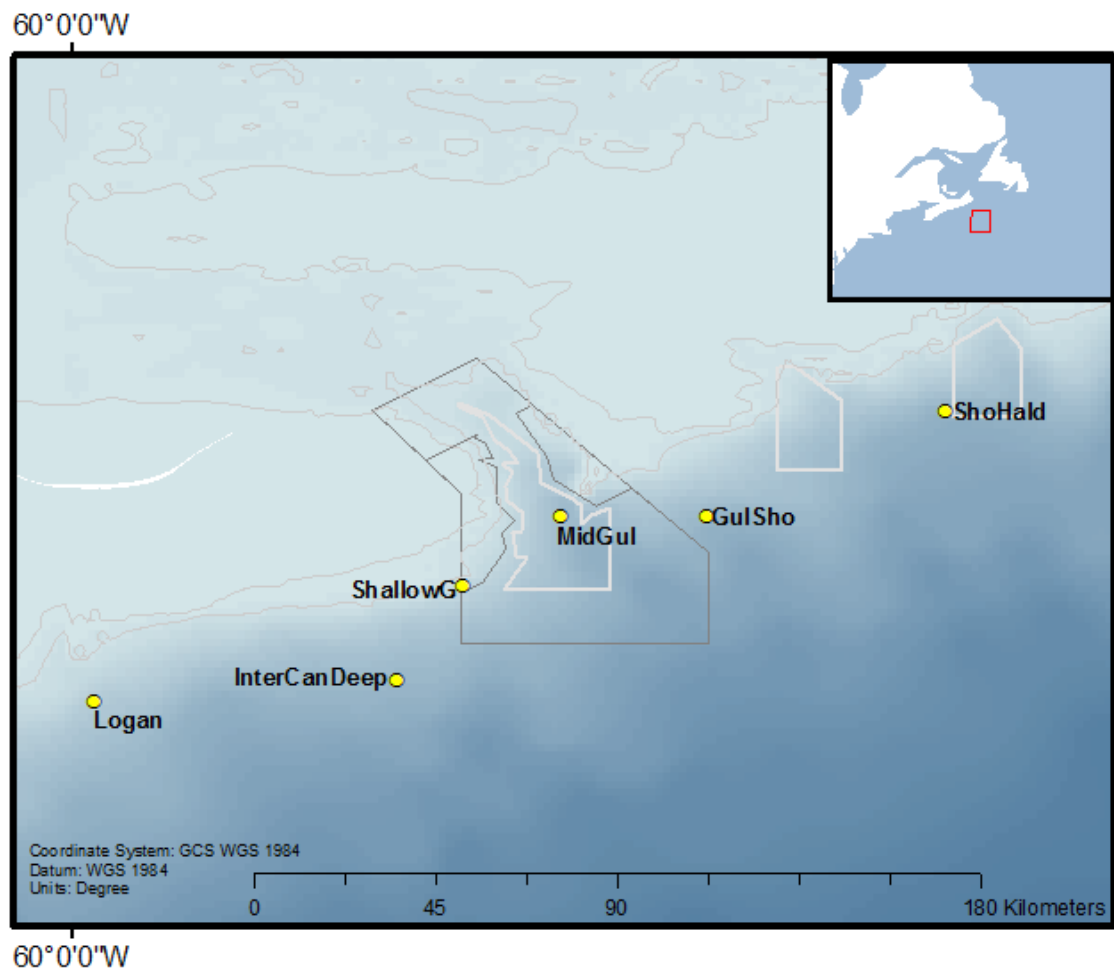 60°0'0"W
ShoHald
GulSho
MidGul
ShallowG
InterCanDeep
Logan
Coordinate System: GCS WGS 1984
Datum: WGS 1984
Units: Degree
0 45 90 180 Kilometers
60°0'0"W